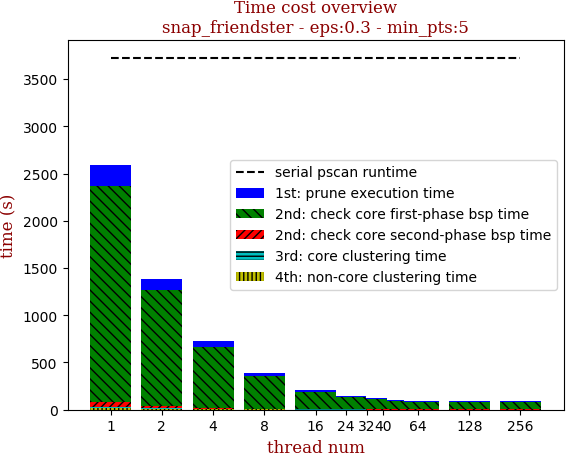 Time cost overview
snap_friendster - eps:0.3 - min_pts:5
time (s)
3500
3000
2500
2000
1500
1000
500
0
serial pscan runtime
1st: prune execution time
2nd: check core first-phase bsp time
2nd: check core second-phase bsp time
3rd: core clustering time
4th: non-core clustering time
1 2 4 8 16 24 32 40 64 128 256
thread num